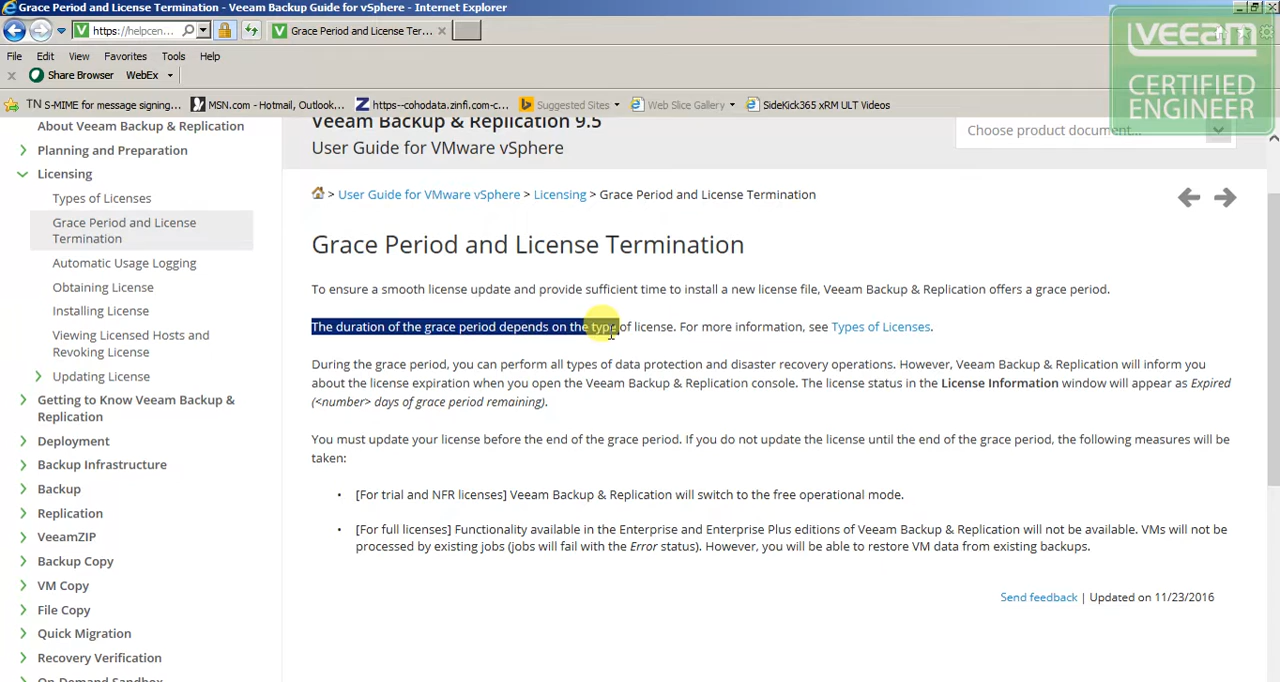 Grace Period and License Termination - Veeam Backup Guide for vSphere - Internet Explorer
https://helpcen...
Grace Period and License Ter...
File Edit View Favorites Tools Help
Share Browser WebEx
TN S-MIME for message signing... MSN.com - Hotmail, Outlook... https--cohodata.zinfi.com-c... Suggested Sites Web Slice Gallery SideKick365 xRM ULT Videos
veeam
CERTIFIED
ENGINEER
About Veeam Backup & Replication
Planning and Preparation
Licensing
Types of Licenses
Grace Period and License
Termination
Automatic Usage Logging
Obtaining License
Installing License
Viewing Licensed Hosts and
Revoking License
Updating License
Getting to Know Veeam Backup &
Replication
Deployment
Backup Infrastructure
Backup
Replication
VeeamZIP
Backup Copy
VM Copy
File Copy
Quick Migration
Recovery Verification
On-Demand Sandbox
Veeam Backup & Replication 9.5
User Guide for VMware vSphere
Choose product document...
> User Guide for VMware vSphere > Licensing > Grace Period and License Termination
Grace Period and License Termination
To ensure a smooth license update and provide sufficient time to install a new license file, Veeam Backup & Replication offers a grace period.
The duration of the grace period depends on the type of license. For more information, see Types of Licenses.
During the grace period, you can perform all types of data protection and disaster recovery operations. However, Veeam Backup & Replication will inform you
about the license expiration when you open the Veeam Backup & Replication console. The license status in the License Information window will appear as Expired
(<number> days of grace period remaining).
You must update your license before the end of the grace period. If you do not update the license until the end of the grace period, the following measures will be
taken:
• [For trial and NFR licenses] Veeam Backup & Replication will switch to the free operational mode.
• [For full licenses] Functionality available in the Enterprise and Enterprise Plus editions of Veeam Backup & Replication will not be available. VMs will not be
processed by existing jobs (jobs will fail with the Error status). However, you will be able to restore VM data from existing backups.
Send feedback | Updated on 11/23/2016